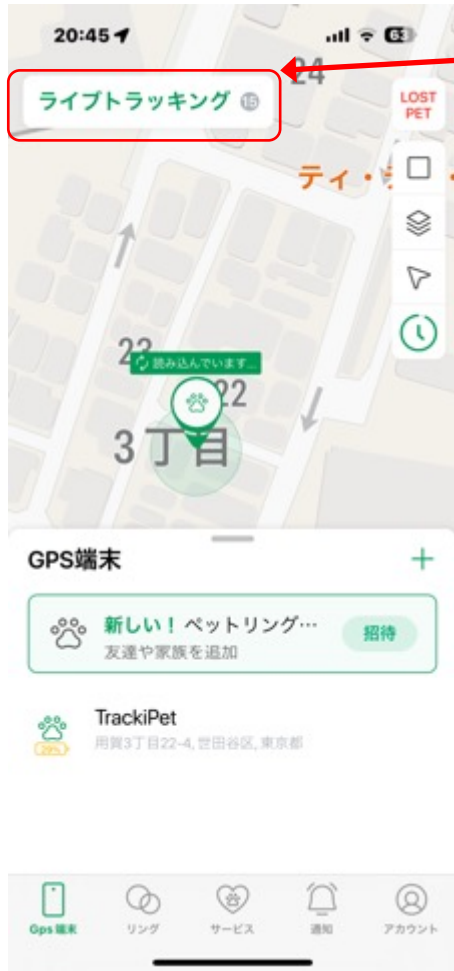 20:45
63
24
ライブトラッキング 15
LOST
PET
ティ・
23
読み込んでいます...
22
3丁目
GPS端末
新しい！ペットリング…
招待
友達や家族を追加
TrackiPet
29%
用賀3丁目22-4, 世田谷区, 東京都
Gps 端末
リング
サービス
通知
アカウント